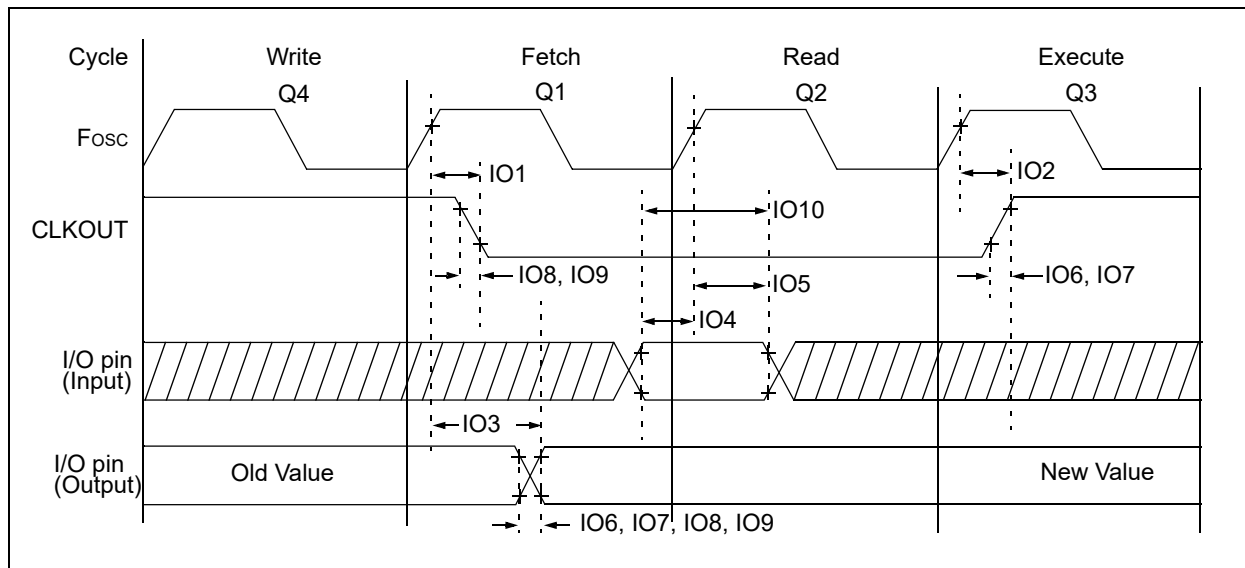 Cycle Write Fetch Read Execute
Q4 Q1 Q2 Q3
Fosc
IO1 IO2
IO10
CLKOUT
IO8, IO9 IO5 IO6, IO7
IO4
I/O pin
(Input)
IO3
I/O pin
(Output)
Old Value New Value
IO6, IO7, IO8, IO9